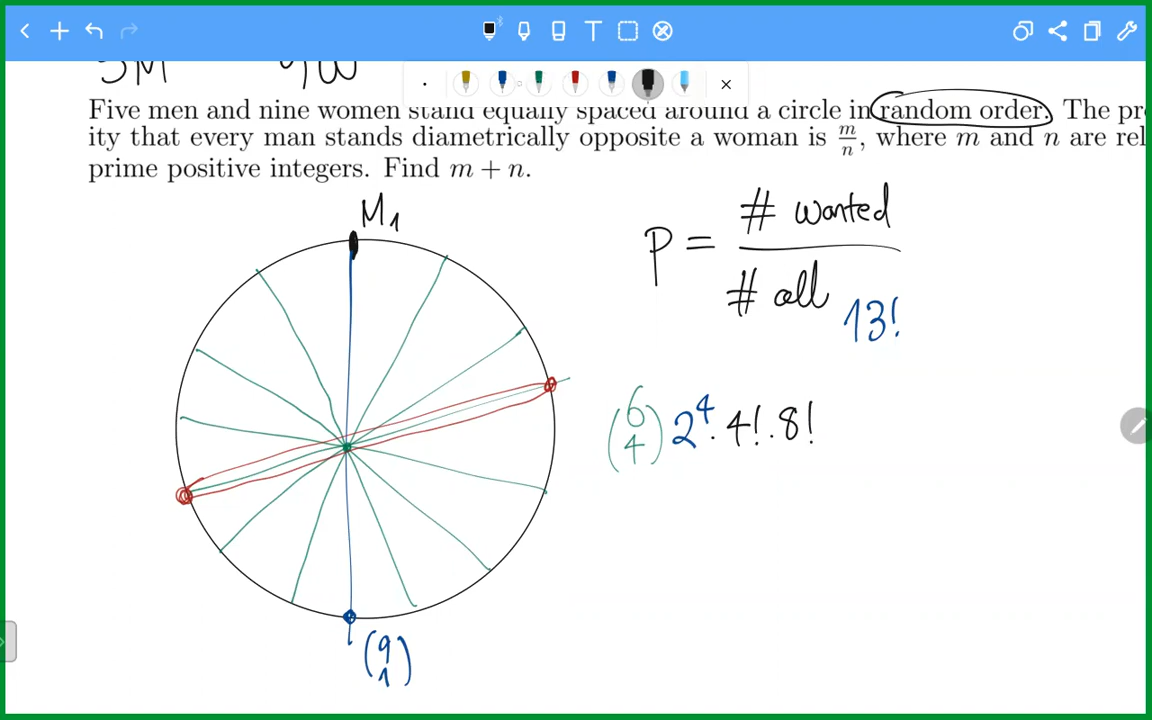 5M 9W
Five men and nine women stand equally spaced around a circle in random order. The pr
ity that every man stands diametrically opposite a woman is m/n, where m and n are rel
prime positive integers. Find m + n.
M₁
P = # wanted / # all
13!
(6 4) 2⁴ · 4! · 8!
(9 1)